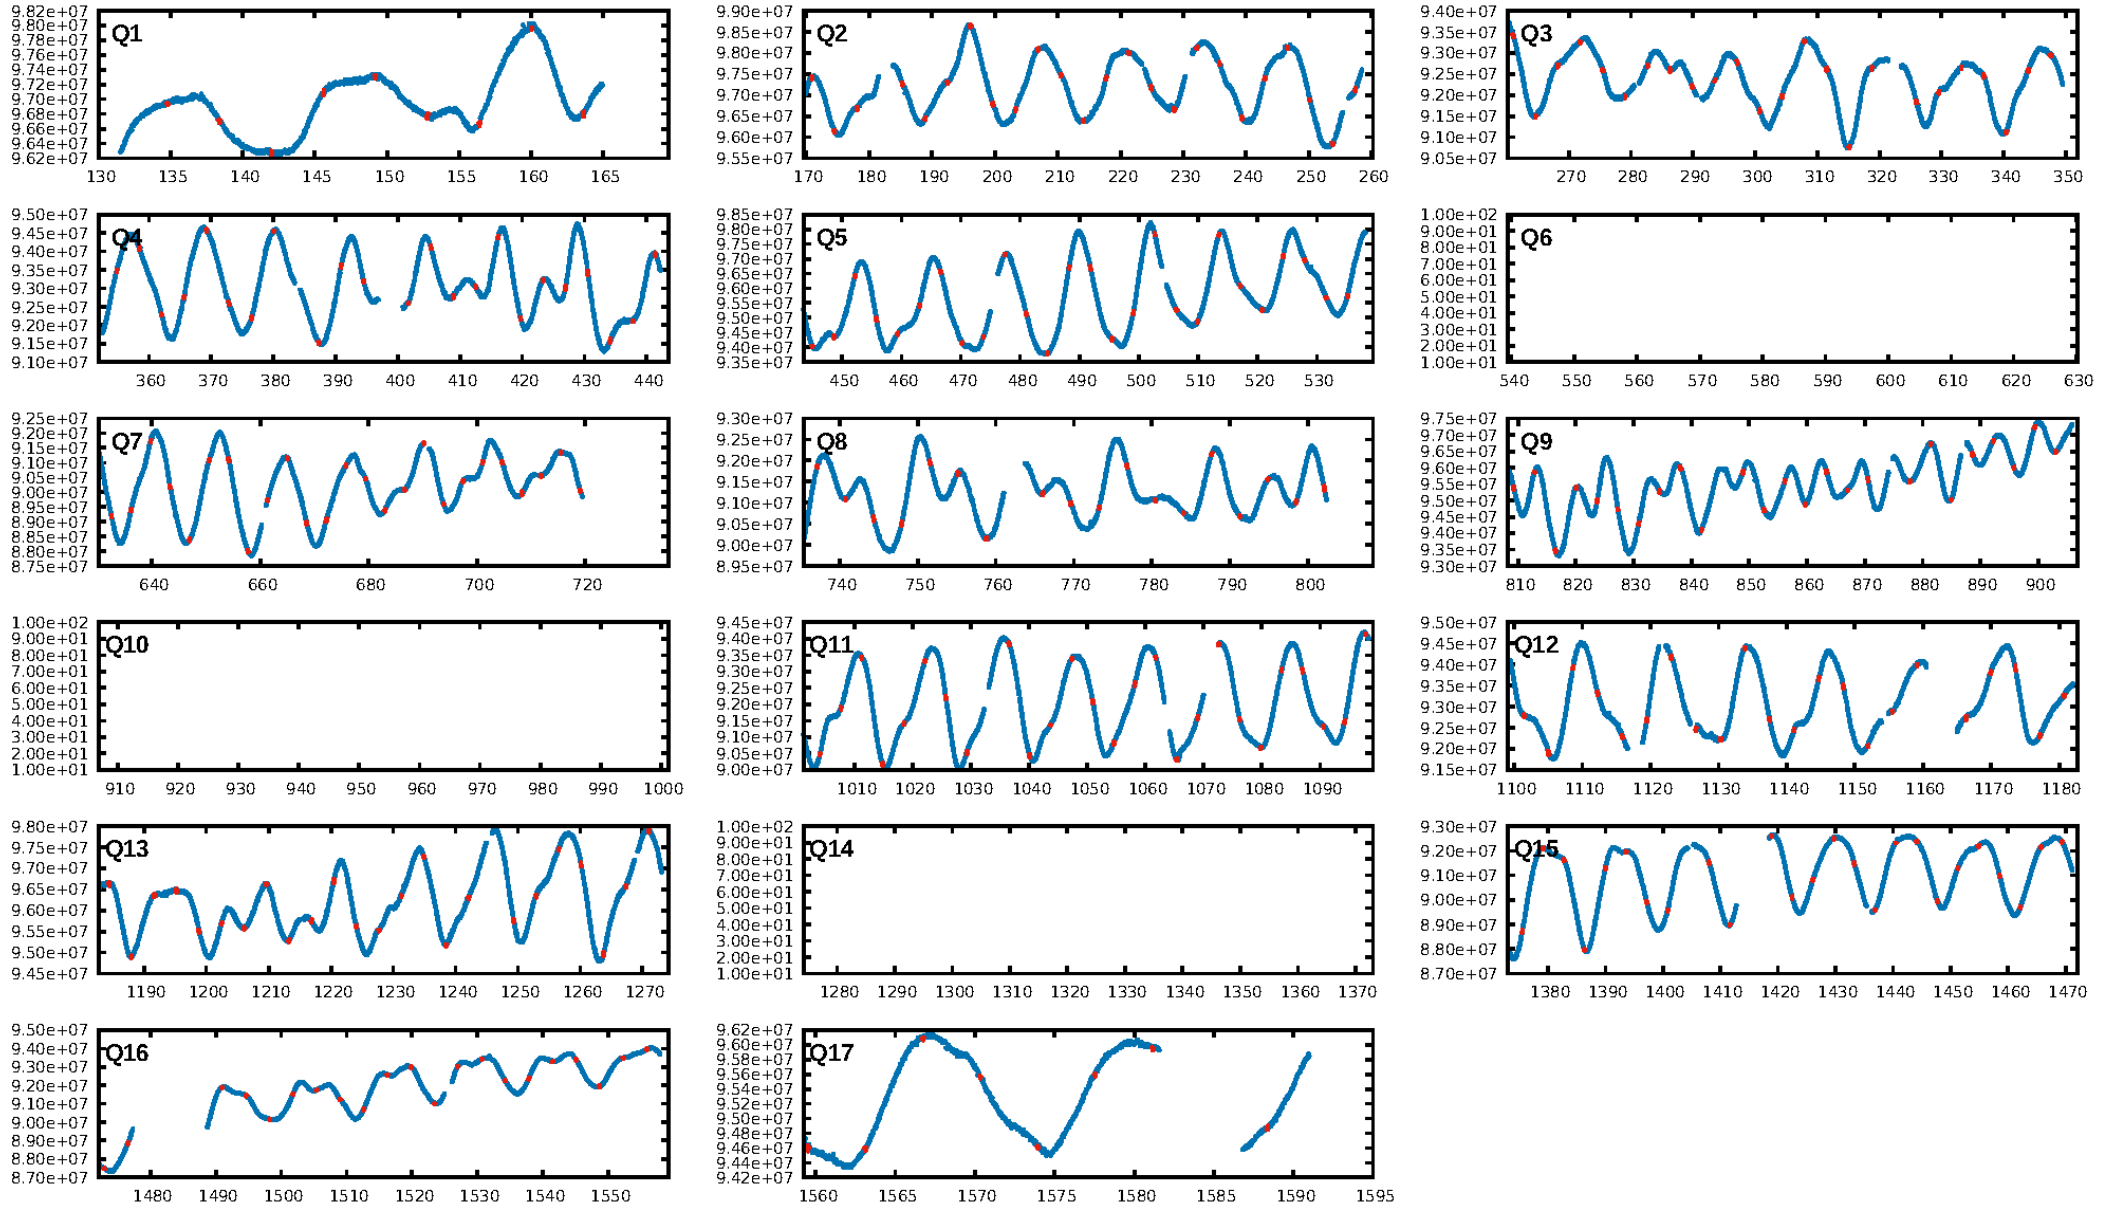 Q1
9.82e+07
9.80e+07
9.78e+07
9.76e+07
9.74e+07
9.72e+07
9.70e+07
9.68e+07
9.66e+07
9.64e+07
9.62e+07
130 135 140 145 150 155 160 165
Q2
9.90e+07
9.85e+07
9.80e+07
9.75e+07
9.70e+07
9.65e+07
9.60e+07
9.55e+07
170 180 190 200 210 220 230 240 250 260
Q3
9.40e+07
9.35e+07
9.30e+07
9.25e+07
9.20e+07
9.15e+07
9.10e+07
9.05e+07
270 280 290 300 310 320 330 340 350
Q4
9.50e+07
9.45e+07
9.40e+07
9.35e+07
9.30e+07
9.25e+07
9.20e+07
9.15e+07
9.10e+07
360 370 380 390 400 410 420 430 440
Q5
9.85e+07
9.80e+07
9.75e+07
9.70e+07
9.65e+07
9.60e+07
9.55e+07
9.50e+07
9.45e+07
9.40e+07
9.35e+07
450 460 470 480 490 500 510 520 530
Q6
1.00e+02
9.00e+01
8.00e+01
7.00e+01
6.00e+01
5.00e+01
4.00e+01
3.00e+01
2.00e+01
1.00e+01
540 550 560 570 580 590 600 610 620 630
Q7
9.25e+07
9.20e+07
9.15e+07
9.10e+07
9.05e+07
9.00e+07
8.95e+07
8.90e+07
8.85e+07
8.80e+07
8.75e+07
640 660 680 700 720
Q8
9.30e+07
9.25e+07
9.20e+07
9.15e+07
9.10e+07
9.05e+07
9.00e+07
8.95e+07
740 750 760 770 780 790 800
Q9
9.75e+07
9.70e+07
9.65e+07
9.60e+07
9.55e+07
9.50e+07
9.45e+07
9.40e+07
9.35e+07
9.30e+07
810 820 830 840 850 860 870 880 890 900
Q10
1.00e+02
9.00e+01
8.00e+01
7.00e+01
6.00e+01
5.00e+01
4.00e+01
3.00e+01
2.00e+01
1.00e+01
910 920 930 940 950 960 970 980 990 1000
Q11
9.45e+07
9.40e+07
9.35e+07
9.30e+07
9.25e+07
9.20e+07
9.15e+07
9.10e+07
9.05e+07
9.00e+07
1010 1020 1030 1040 1050 1060 1070 1080 1090
Q12
9.50e+07
9.45e+07
9.40e+07
9.35e+07
9.30e+07
9.25e+07
9.20e+07
9.15e+07
1100 1110 1120 1130 1140 1150 1160 1170 1180
Q13
9.80e+07
9.75e+07
9.70e+07
9.65e+07
9.60e+07
9.55e+07
9.50e+07
9.45e+07
1190 1200 1210 1220 1230 1240 1250 1260 1270
Q14
1.00e+02
9.00e+01
8.00e+01
7.00e+01
6.00e+01
5.00e+01
4.00e+01
3.00e+01
2.00e+01
1.00e+01
1280 1290 1300 1310 1320 1330 1340 1350 1360 1370
Q15
9.30e+07
9.20e+07
9.10e+07
9.00e+07
8.90e+07
8.80e+07
8.70e+07
1380 1390 1400 1410 1420 1430 1440 1450 1460 1470
Q16
9.50e+07
9.40e+07
9.30e+07
9.20e+07
9.10e+07
9.00e+07
8.90e+07
8.80e+07
8.70e+07
1480 1490 1500 1510 1520 1530 1540 1550
Q17
9.62e+07
9.60e+07
9.58e+07
9.56e+07
9.54e+07
9.52e+07
9.50e+07
9.48e+07
9.46e+07
9.44e+07
9.42e+07
1560 1565 1570 1575 1580 1585 1590 1595